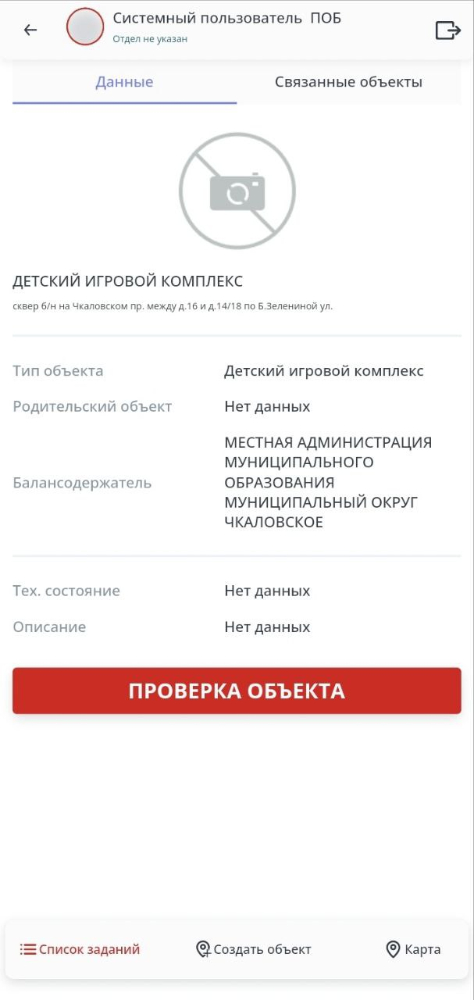 Системный пользователь ПОБ
Отдел не указан
Данные
Связанные объекты
ДЕТСКИЙ ИГРОВОЙ КОМПЛЕКС
сквер б/н на Чкаловском пр. между д.16 и д.14/18 по Б.Зелениной ул.
Тип объекта
Детский игровой комплекс
Родительский объект
Нет данных
Балансодержатель
МЕСТНАЯ АДМИНИСТРАЦИЯ
МУНИЦИПАЛЬНОГО
ОБРАЗОВАНИЯ
МУНИЦИПАЛЬНЫЙ ОКРУГ
ЧКАЛОВСКОЕ
Тех. состояние
Нет данных
Описание
Нет данных
ПРОВЕРКА ОБЪЕКТА
Список заданий
Создать объект
Карта